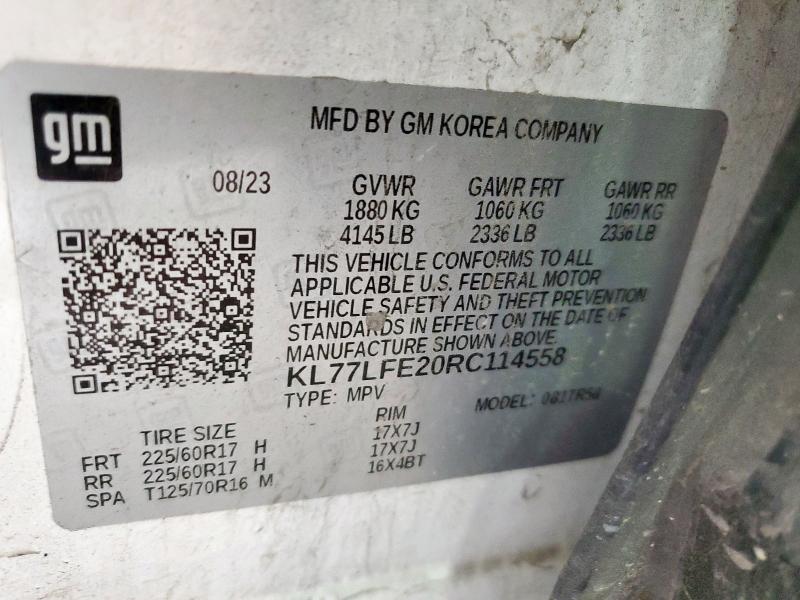 gm
MFD BY GM KOREA COMPANY
08/23 GVWR GAWR FRT GAWR RR
1880 KG 1060 KG 1060 KG
4145 LB 2336 LB 2336 LB
THIS VEHICLE CONFORMS TO ALL
APPLICABLE U.S. FEDERAL MOTOR
VEHICLE SAFETY AND THEFT PREVENTION
STANDARDS IN EFFECT ON THE DATE OF
MANUFACTURE SHOWN ABOVE.
KL77LFE20RC114558
TYPE: MPV MODEL:
TIRE SIZE RIM
FRT 225/60R17 H 17X7J
RR 225/60R17 H 17X7J
SPA T125/70R16 M 16X4BT